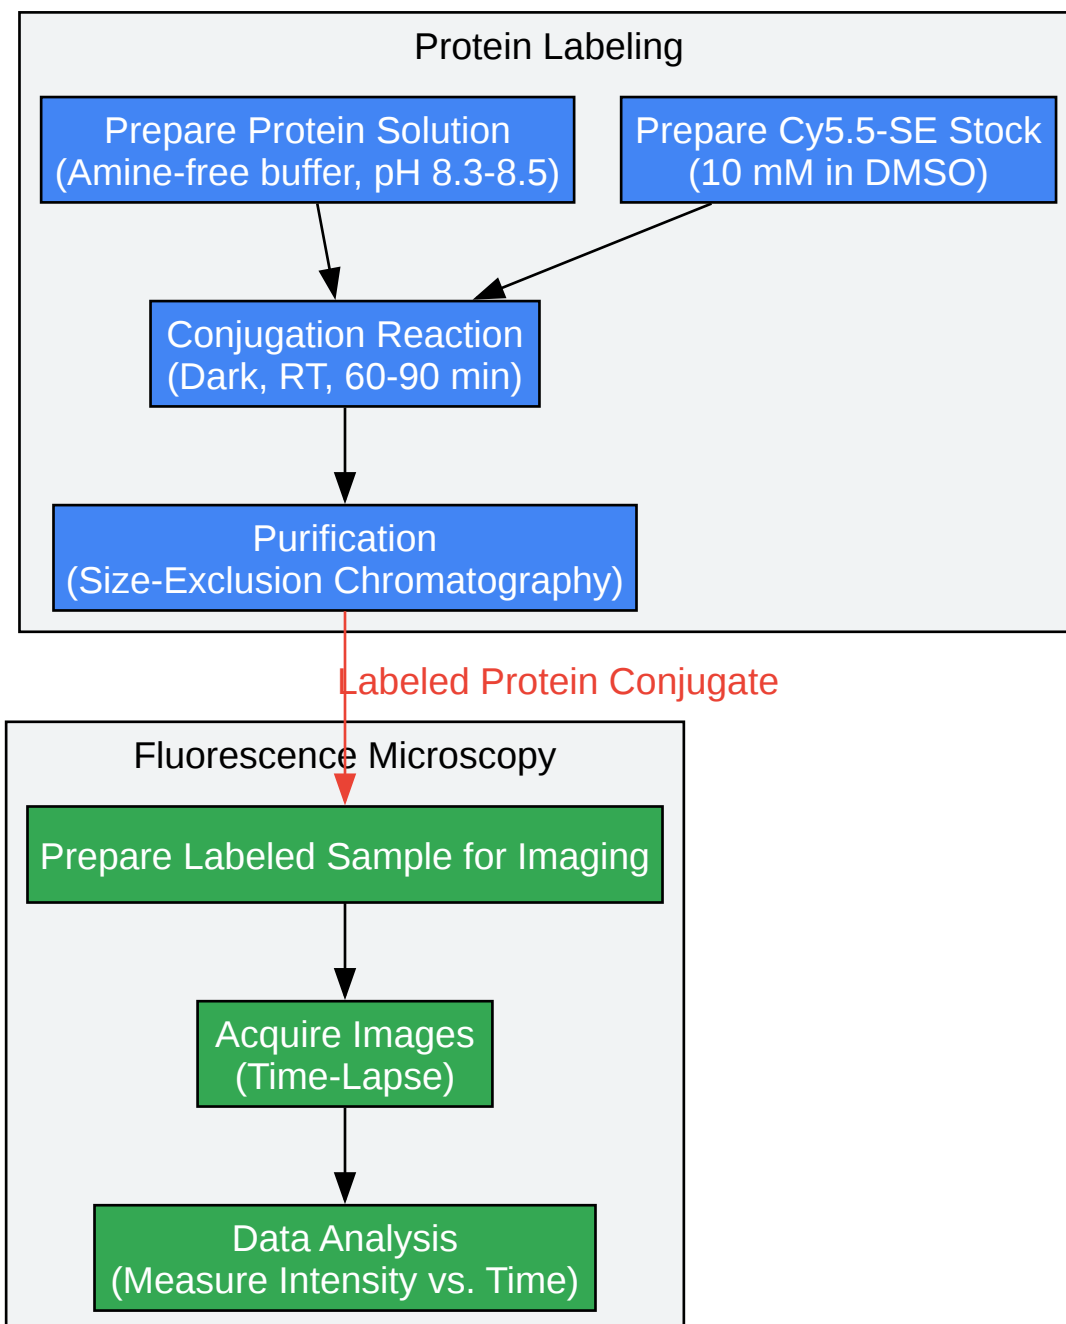 Protein Labeling
Prepare Protein Solution
(Amine-free buffer, pH 8.3-8.5)
Prepare Cy5.5-SE Stock
(10 mM in DMSO)
Conjugation Reaction
(Dark, RT, 60-90 min)
Purification
(Size-Exclusion Chromatography)
Labeled Protein Conjugate
Fluorescence Microscopy
Prepare Labeled Sample for Imaging
Acquire Images
(Time-Lapse)
Data Analysis
(Measure Intensity vs. Time)